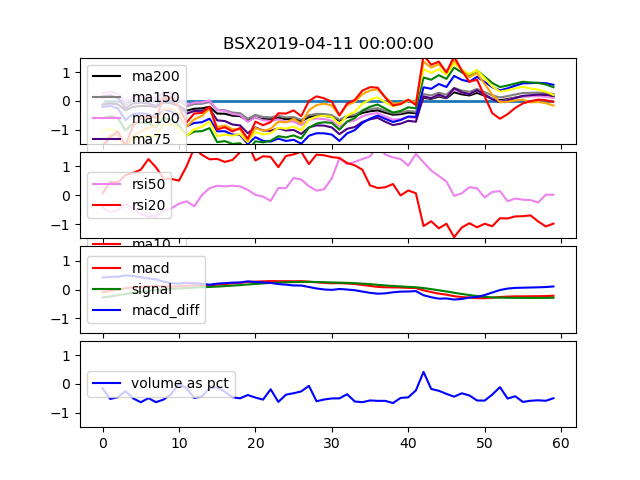 BSX2019-04-11 00:00:00
1
0
−1
ma200
ma150
ma100
ma75
1
0
−1
rsi50
rsi20
ma10
1
0
−1
macd
signal
macd_diff
1
0
−1
volume as pct
0 10 20 30 40 50 60